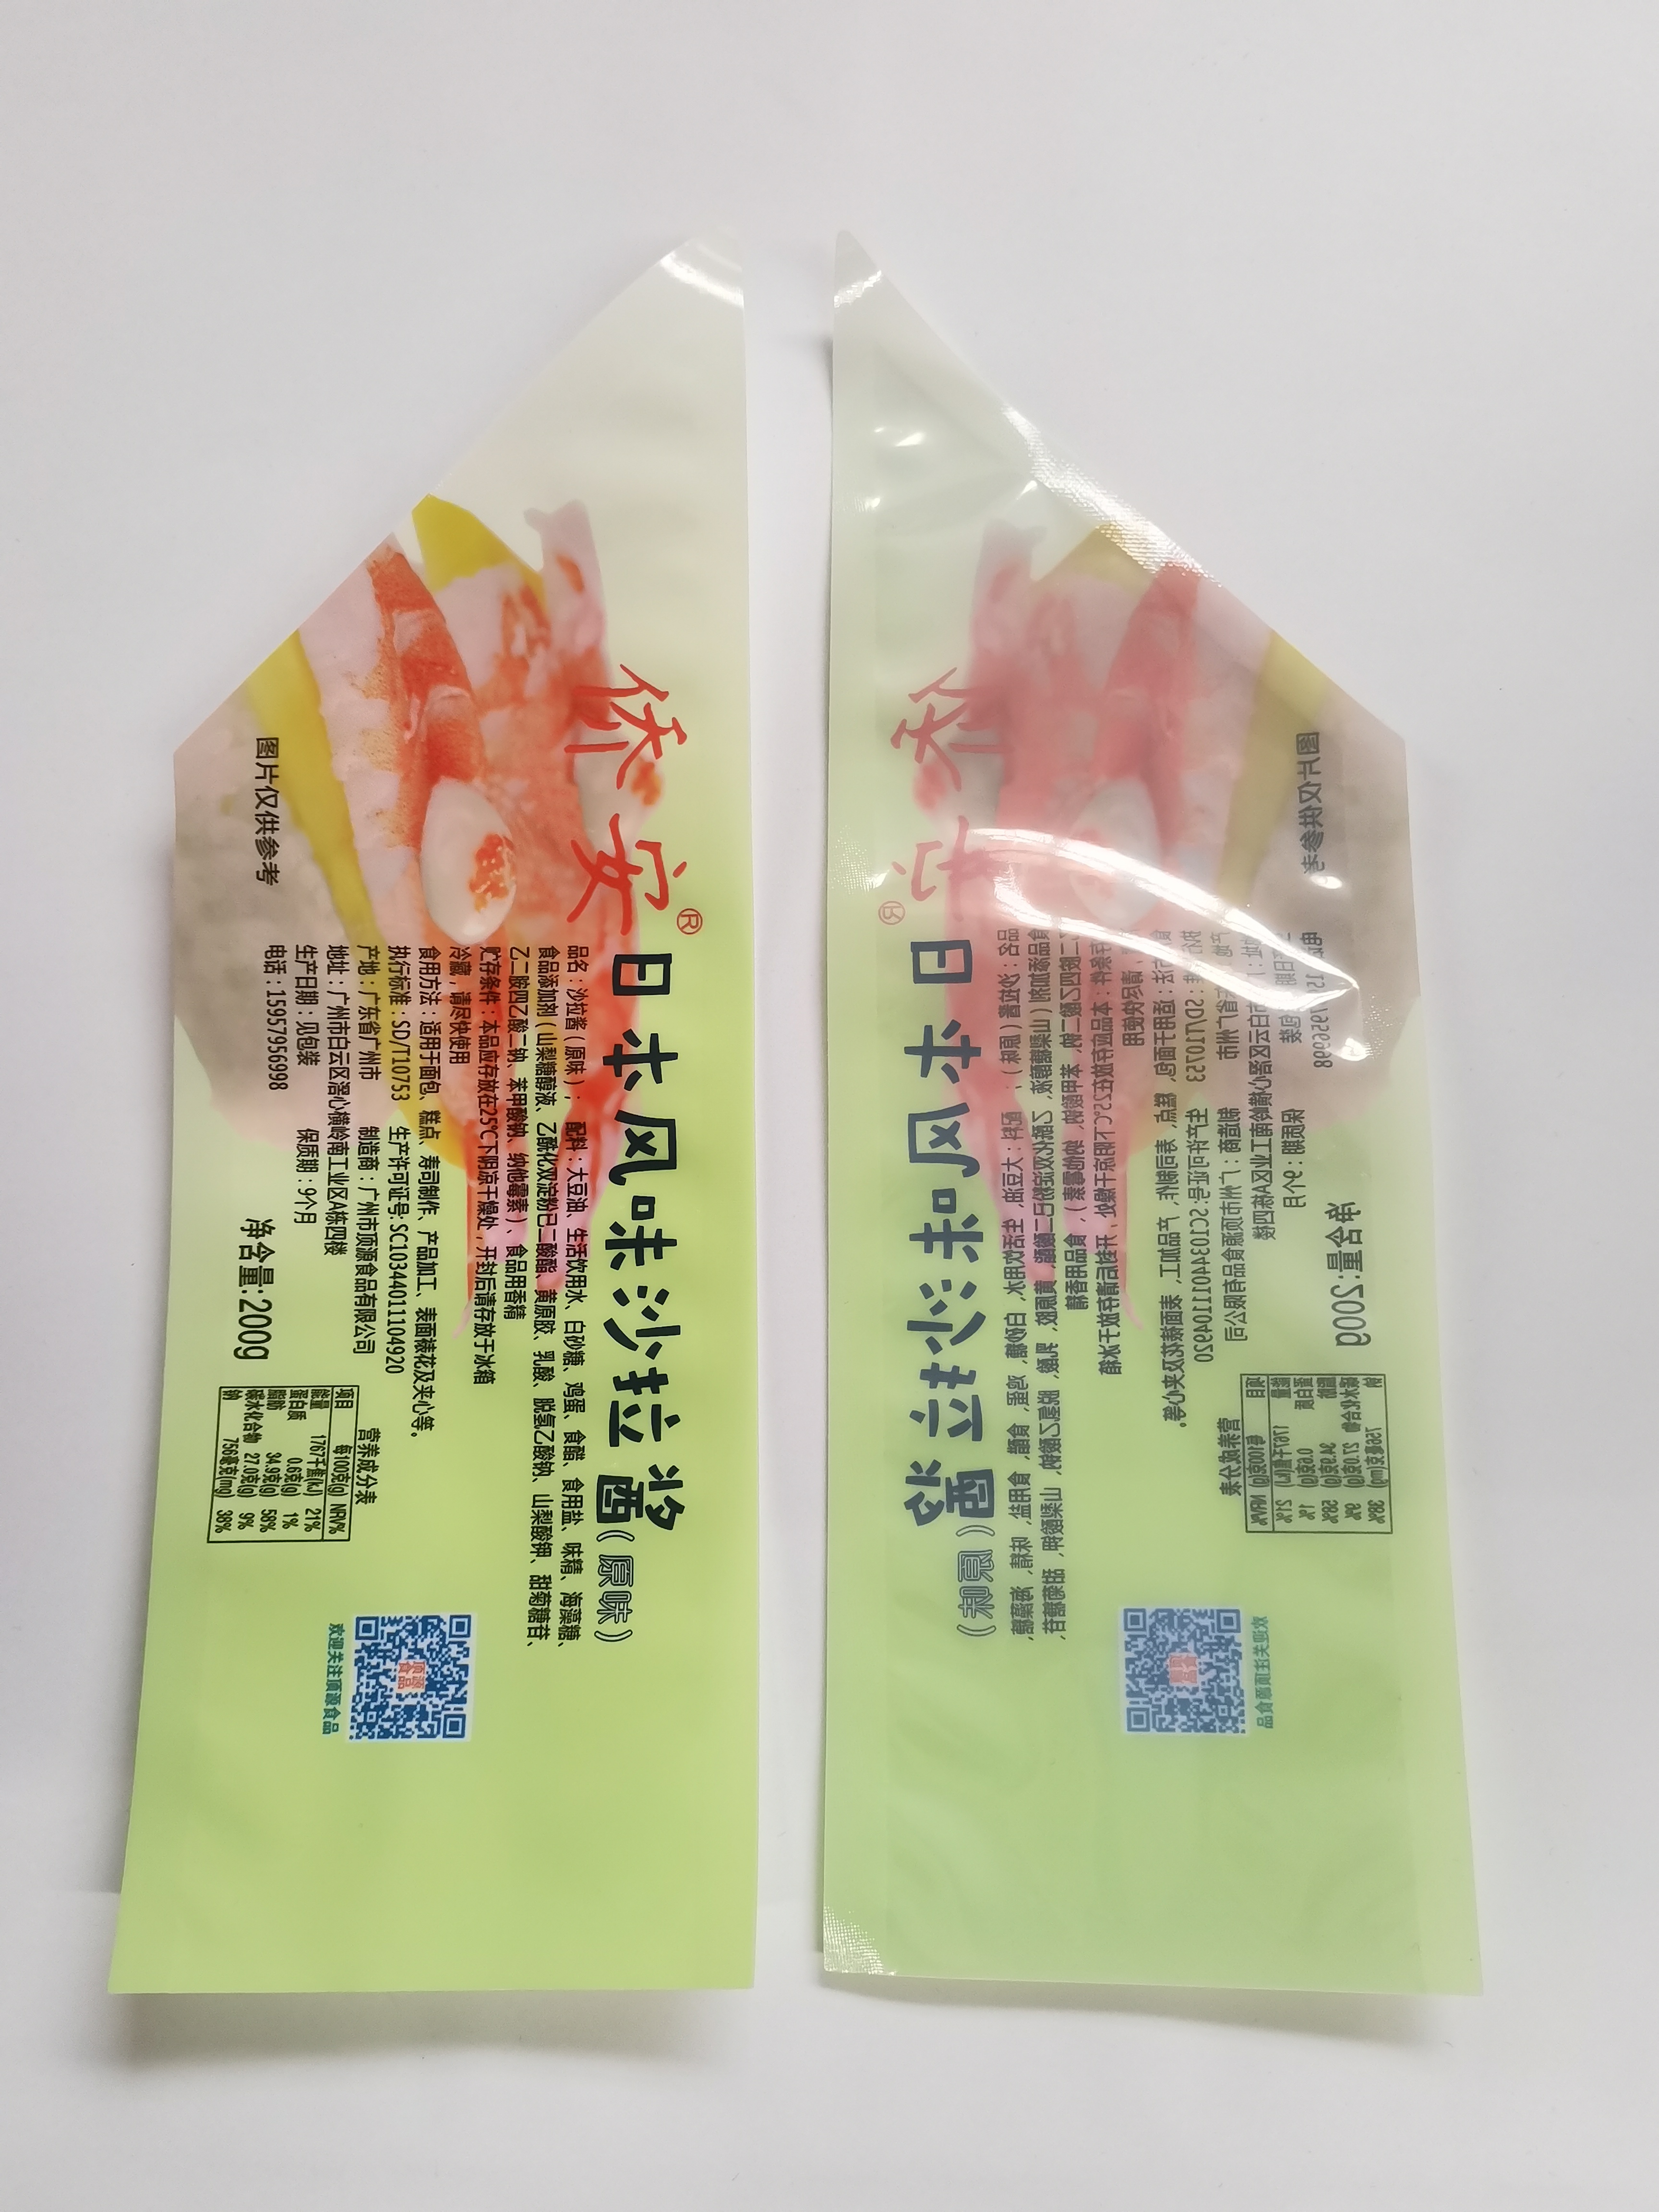 侨安®
日本风味沙拉酱（原味）
品名：沙拉酱（原味）； 配料：大豆油、生活饮用水、白砂糖、鸡蛋、食醋、食用盐、味精、海藻糖、
食品添加剂（山梨糖醇液、乙酰化双淀粉已二酸酯、黄原胶、乳酸、脱氢乙酸钠、山梨酸钾、甜菊糖苷、
乙二胺四乙酸二钠、苯甲酸钠、纳他霉素）、食品用香精
贮存条件：本品应存放在25℃下阴凉干燥处，开封后请存放于冰箱
冷藏，请尽快使用
食用方法：适用于面包、糕点、寿司制作、产品加工、表面裱花及夹心等。
执行标准：SD/T10753 生产许可证号:SC10344011104920
产地：广东省广州市 制造商：广州市顶源食品有限公司
地址：广州市白云区滘心横岭南工业区A栋四楼
生产日期：见包装 保质期：9个月
电话：15957956998
图片仅供参考
净含量:200g
营养成分表
项目 每100克(g) NRV%
能量 1767千焦(kJ) 21%
蛋白质 0.6克(g) 1%
脂肪 34.9克(g) 58%
碳水化合物 27.0克(g) 9%
钠 756毫克(mg) 38%
顶源
食品
欢迎关注顶源食品